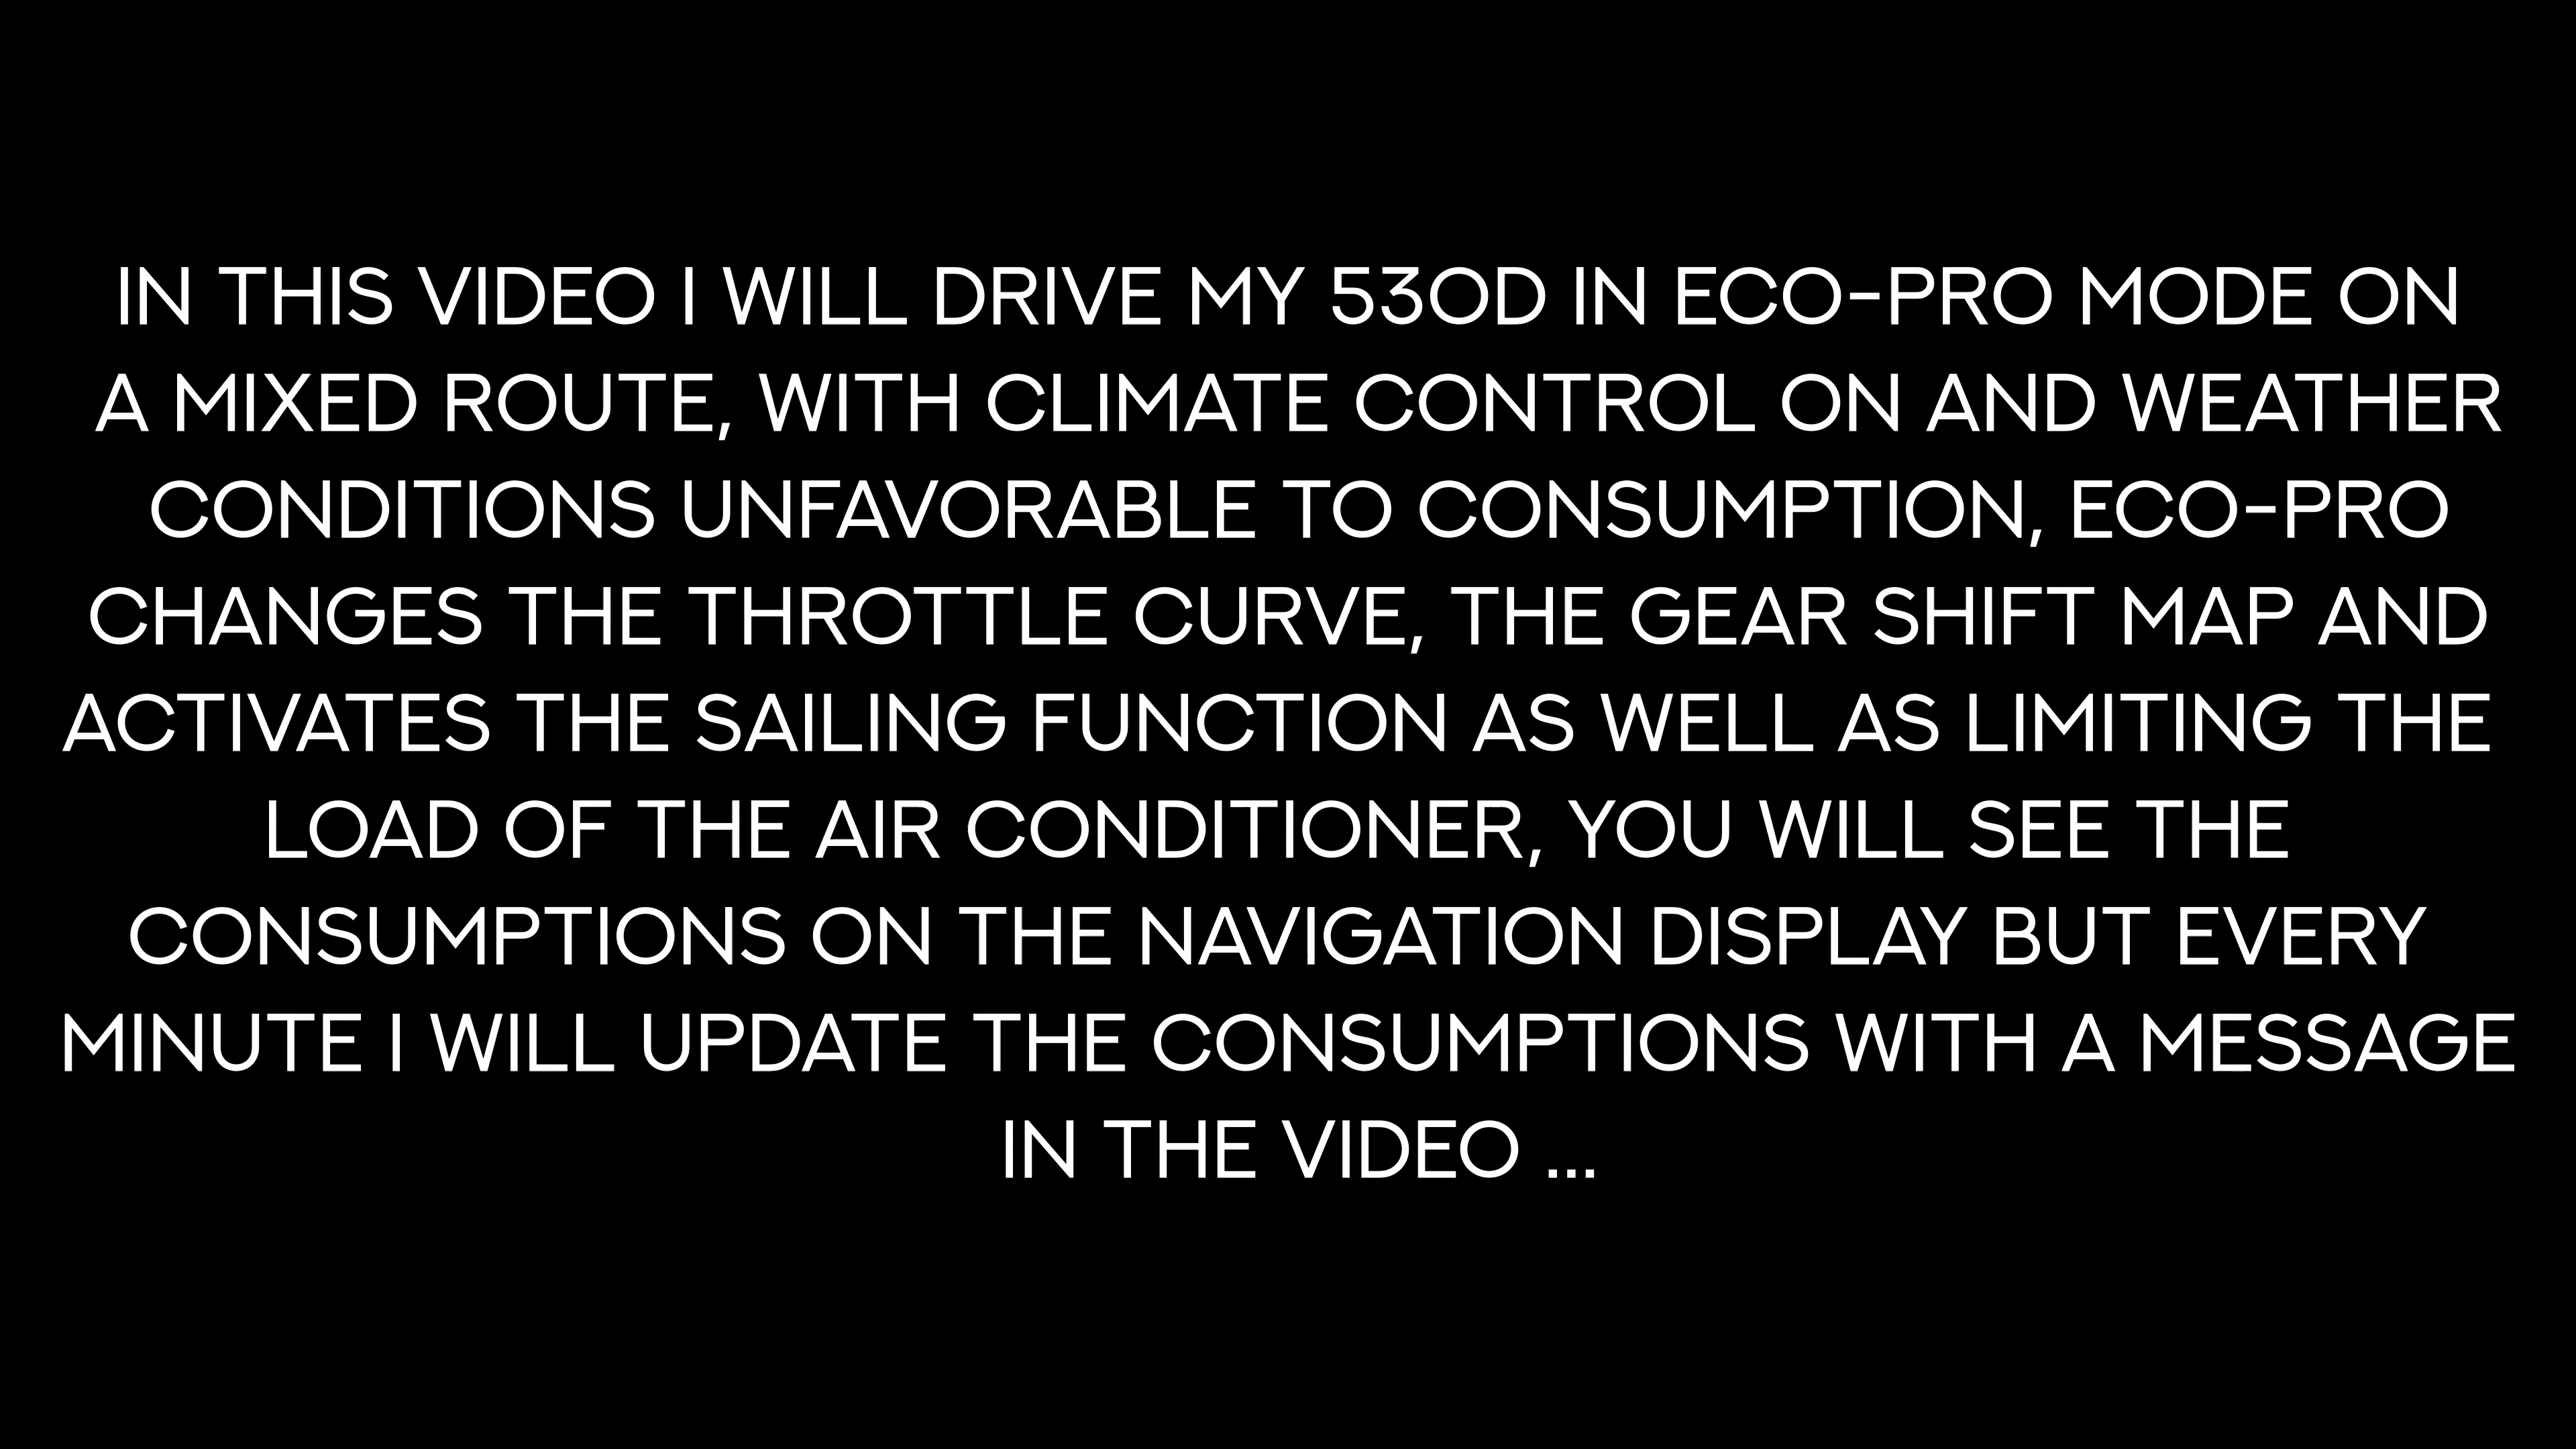 IN THIS VIDEO I WILL DRIVE MY 530D IN ECO-PRO MODE ON
A MIXED ROUTE, WITH CLIMATE CONTROL ON AND WEATHER
CONDITIONS UNFAVORABLE TO CONSUMPTION, ECO-PRO
CHANGES THE THROTTLE CURVE, THE GEAR SHIFT MAP AND
ACTIVATES THE SAILING FUNCTION AS WELL AS LIMITING THE
LOAD OF THE AIR CONDITIONER, YOU WILL SEE THE
CONSUMPTIONS ON THE NAVIGATION DISPLAY BUT EVERY
MINUTE I WILL UPDATE THE CONSUMPTIONS WITH A MESSAGE
IN THE VIDEO ...